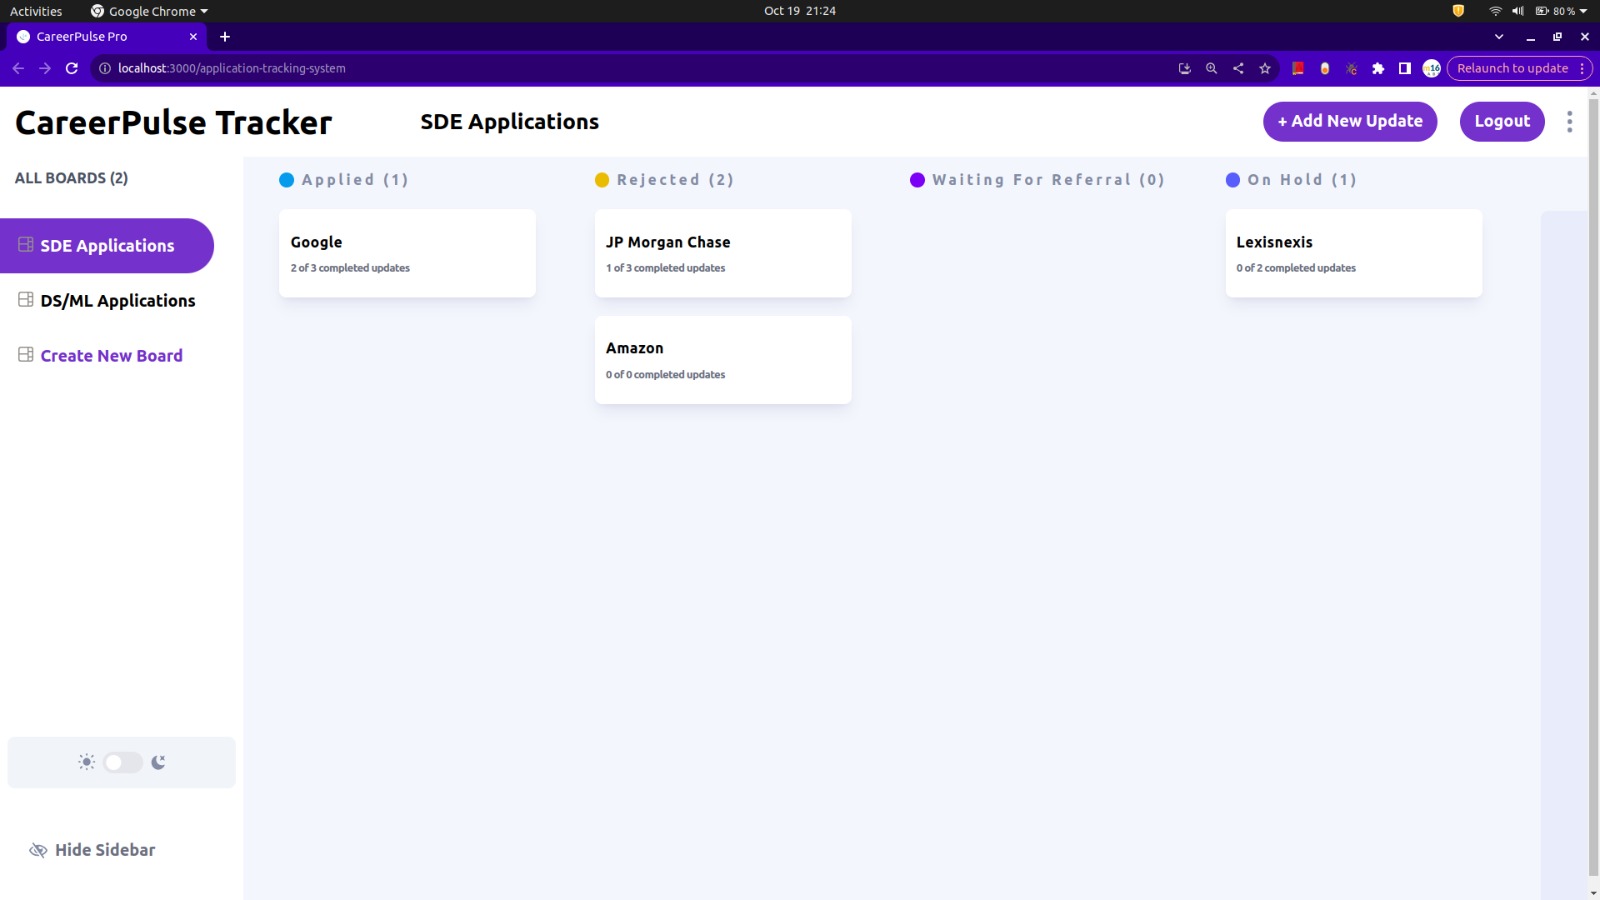 Activities
Google Chrome
Oct 19 21:24
80 %
CareerPulse Pro
localhost:3000/application-tracking-system
16
Relaunch to update
CareerPulse Tracker
SDE Applications
+ Add New Update
Logout
ALL BOARDS (2)
SDE Applications
DS/ML Applications
Create New Board
Hide Sidebar
Applied (1)
Google
2 of 3 completed updates
Rejected (2)
JP Morgan Chase
1 of 3 completed updates
Amazon
0 of 0 completed updates
Waiting For Referral (0)
On Hold (1)
Lexisnexis
0 of 2 completed updates